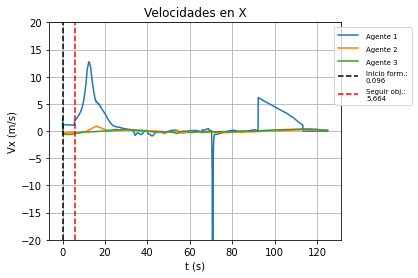 Velocidades en X
Vx (m/s)
20
15
10
5
0
−5
−10
−15
−20
0
20
40
60
80
100
120
t (s)
Agente 1
Agente 2
Agente 3
Inicio form.:
0.096
Seguir obj.:
5.664